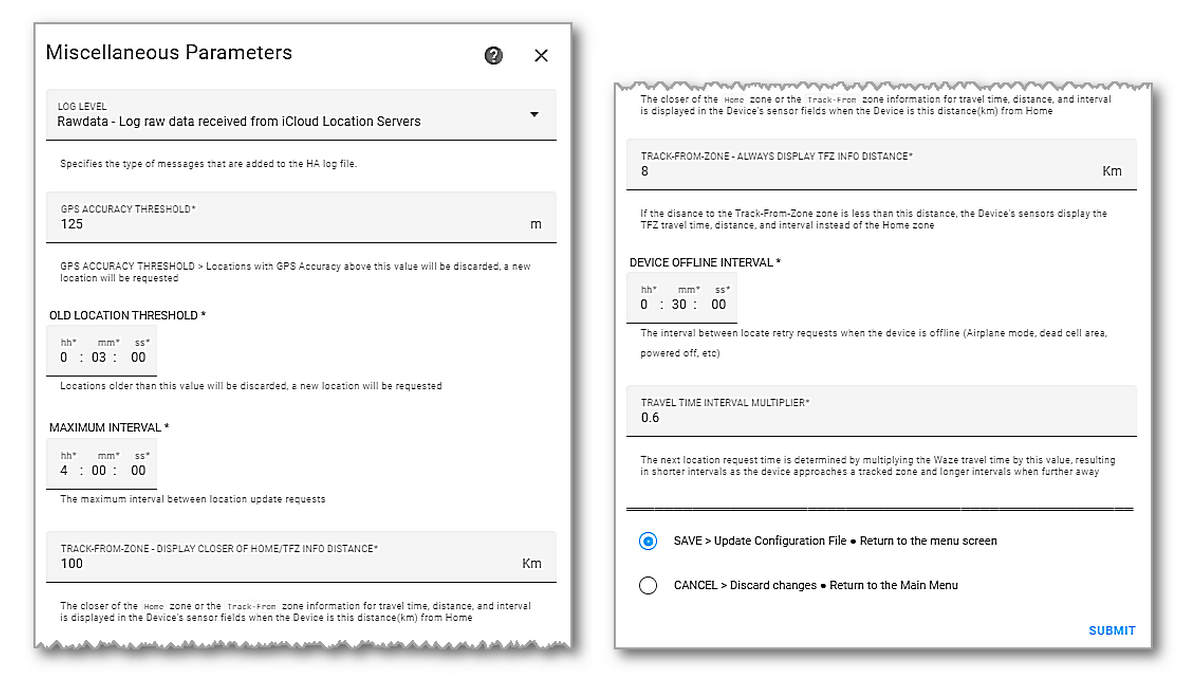 Miscellaneous Parameters
LOG LEVEL
Rawdata - Log raw data received from iCloud Location Servers
Specifies the type of messages that are added to the HA log file.
GPS ACCURACY THRESHOLD*
125 m
GPS ACCURACY THRESHOLD > Locations with GPS Accuracy above this value will be discarded, a new
location will be requested
OLD LOCATION THRESHOLD *
hh* mm* ss*
0 : 03 : 00
Locations older than this value will be discarded, a new location will be requested
MAXIMUM INTERVAL *
hh* mm* ss*
4 : 00 : 00
The maximum interval between location update requests
TRACK-FROM-ZONE - DISPLAY CLOSER OF HOME/TFZ INFO DISTANCE*
100 Km
The closer of the Home zone or the Track-From zone information for travel time, distance, and interval
is displayed in the Device's sensor fields when the Device is this distance(km) from Home
The closer of the Home zone or the Track-From zone information for travel time, distance, and interval
is displayed in the Device's sensor fields when the Device is this distance(km) from Home
TRACK-FROM-ZONE - ALWAYS DISPLAY TFZ INFO DISTANCE*
8 Km
If the disance to the Track-From-Zone zone is less than this distance, the Device's sensors display the
TFZ travel time, distance, and interval instead of the Home zone
DEVICE OFFLINE INTERVAL *
hh* mm* ss*
0 : 30 : 00
The interval between locate retry requests when the device is offline (Airplane mode, dead cell area,
powered off, etc)
TRAVEL TIME INTERVAL MULTIPLIER*
0.6
The next location request time is determined by multiplying the Waze travel time by this value, resulting
in shorter intervals as the device approaches a tracked zone and longer intervals when further away
SAVE > Update Configuration File ● Return to the menu screen
CANCEL > Discard changes ● Return to the Main Menu
SUBMIT